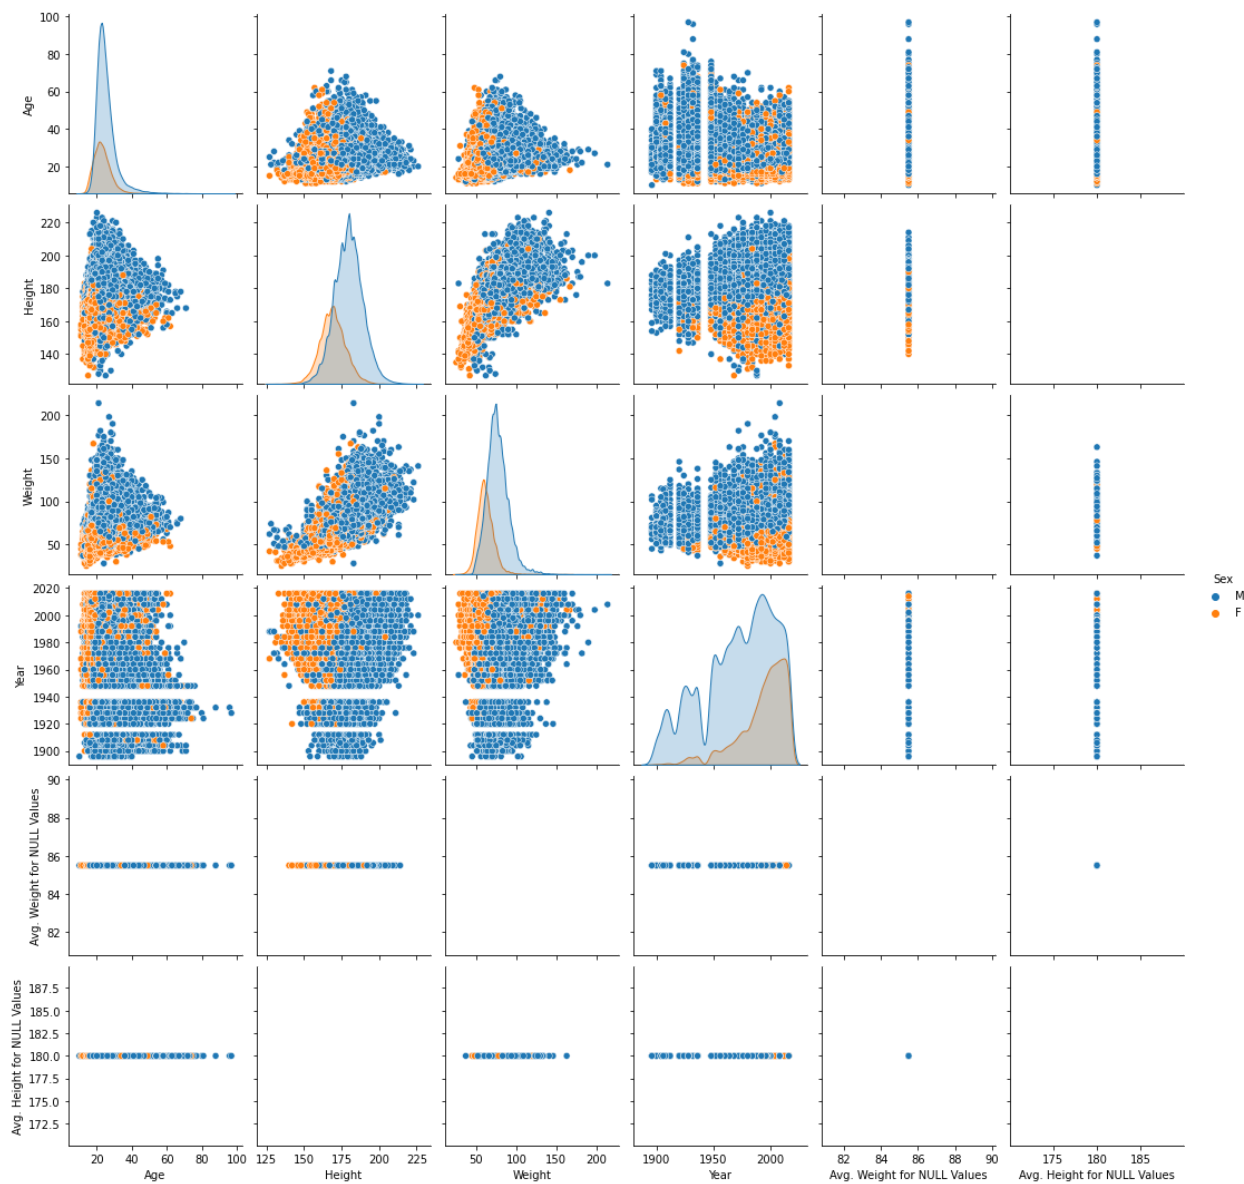 100
80
60
40
20
Age
220
200
180
160
140
Height
200
150
100
50
Weight
2020
2000
1980
1960
1940
1920
1900
Year
Sex
M
F
90
88
86
84
82
Avg. Weight for NULL Values
187.5
185.0
182.5
180.0
177.5
175.0
172.5
Avg. Height for NULL Values
20 40 60 80 100
Age
125 150 175 200 225
Height
50 100 150 200
Weight
1900 1950 2000
Year
82 84 86 88 90
Avg. Weight for NULL Values
175 180 185
Avg. Height for NULL Values